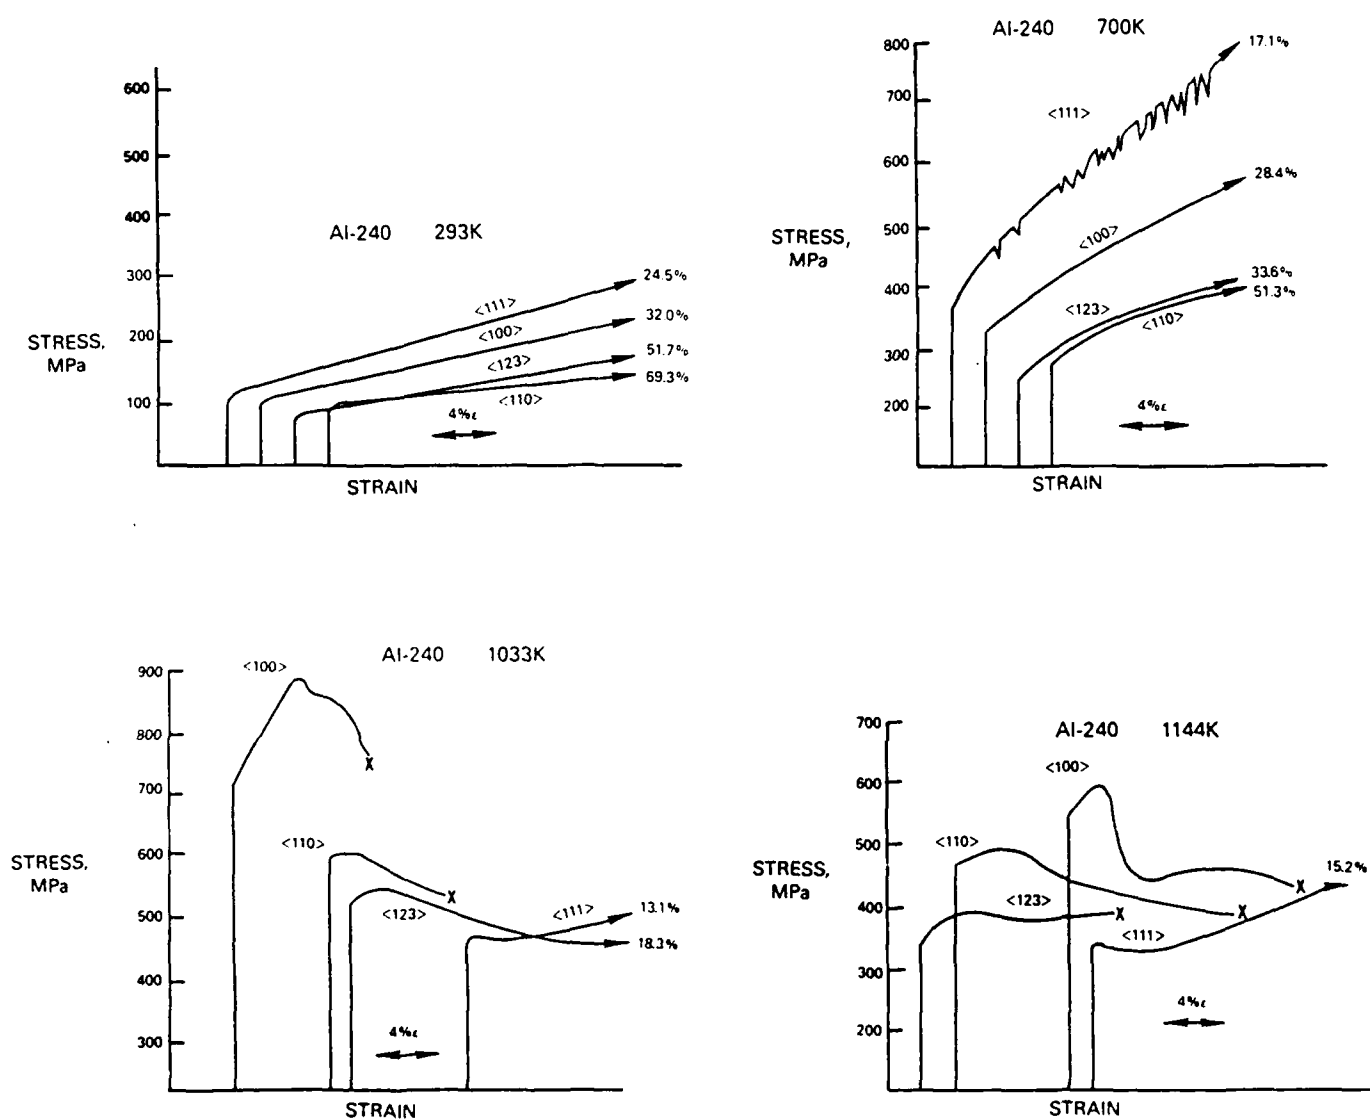 Al-240 293K
600
500
400
300
200
100
STRESS,
MPa
<111>
24.5%
<100>
32.0%
<123>
51.7%
<110>
69.3%
4%ε
STRAIN
Al-240 700K
800
700
600
500
400
300
200
STRESS,
MPa
<111>
17.1%
<100>
28.4%
<123>
33.6%
<110>
51.3%
4%ε
STRAIN
Al-240 1033K
900
800
700
600
500
400
300
STRESS,
MPa
<100>
X
<110>
X
<123>
<111>
13.1%
18.3%
4%ε
STRAIN
Al-240 1144K
700
600
500
400
300
200
STRESS,
MPa
<100>
<110>
<123>
X
X
X
<111>
15.2%
4%ε
STRAIN